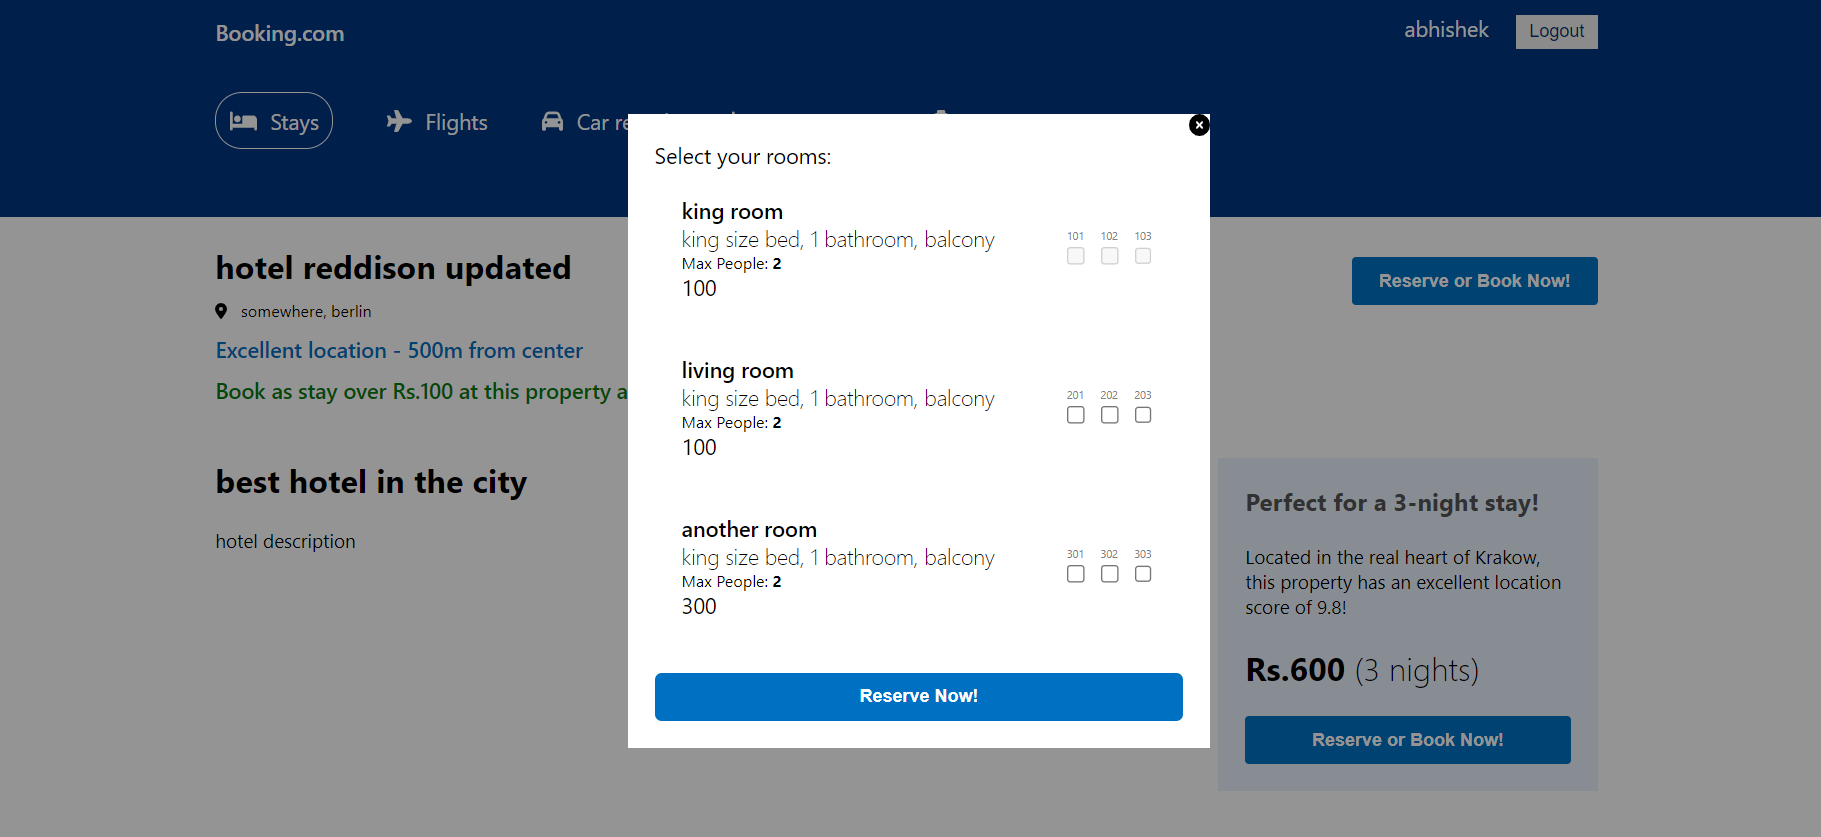 Booking.com
abhishek
Logout
Stays
Flights
Car re
Select your rooms:
king room
king size bed, 1 bathroom, balcony
Max People: 2
100
101 102 103
living room
king size bed, 1 bathroom, balcony
Max People: 2
100
201 202 203
another room
king size bed, 1 bathroom, balcony
Max People: 2
300
301 302 303
Reserve Now!
hotel reddison updated
somewhere, berlin
Excellent location - 500m from center
Book as stay over Rs.100 at this property a
Reserve or Book Now!
best hotel in the city
hotel description
Perfect for a 3-night stay!
Located in the real heart of Krakow,
this property has an excellent location
score of 9.8!
Rs.600 (3 nights)
Reserve or Book Now!